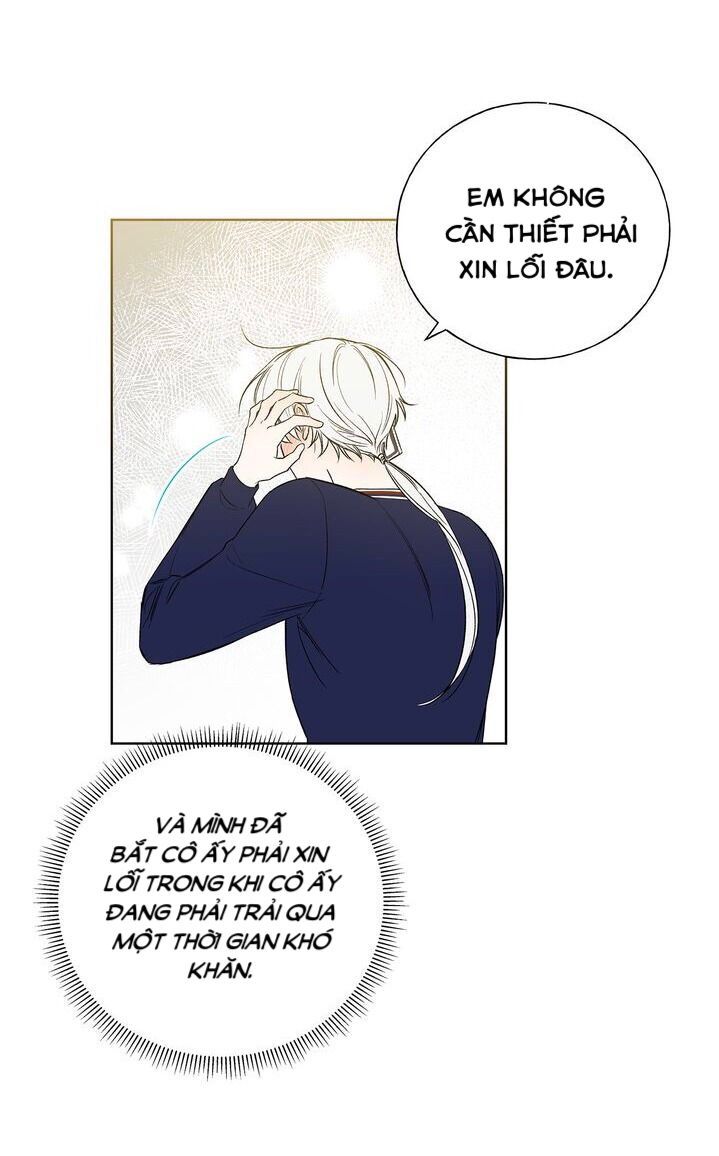 EM KHÔNG
CẦN THIẾT PHẢI
XIN LỖI ĐÂU.
VÀ MÌNH ĐÃ
BẮT CÔ ẤY PHẢI XIN
LỖI TRONG KHI CÔ ẤY
ĐANG PHẢI TRẢI QUA
MỘT THỜI GIAN KHÓ
KHĂN.